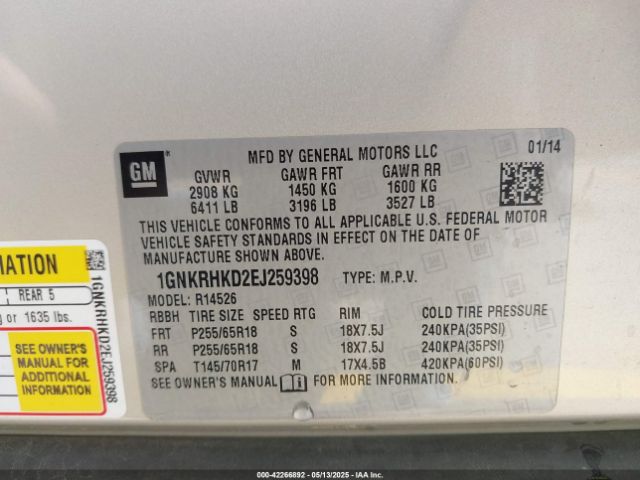 GM
MFD BY GENERAL MOTORS LLC
01/14
GVWR GAWR FRT GAWR RR
2908 KG 1450 KG 1600 KG
6411 LB 3196 LB 3527 LB
THIS VEHICLE CONFORMS TO ALL APPLICABLE U.S. FEDERAL MOTOR
VEHICLE SAFETY STANDARDS IN EFFECT ON THE DATE OF
MANUFACTURE SHOWN ABOVE.
1GNKRHKD2EJ259398 TYPE: M.P.V.
MODEL: R14526
RBBH TIRE SIZE SPEED RTG RIM COLD TIRE PRESSURE
FRT P255/65R18 S 18X7.5J 240KPA(35PSI)
RR P255/65R18 S 18X7.5J 240KPA(35PSI)
SPA T145/70R17 M 17X4.5B 420KPA(60PSI)
SEE OWNER'S MANUAL FOR MORE INFORMATION.
REAR 5
or 1635 lbs.
SEE OWNER'S
MANUAL FOR
ADDITIONAL
INFORMATION
1GNKRHKD2EJ259398
000-42266892 - 05/13/2025 - IAA Inc.